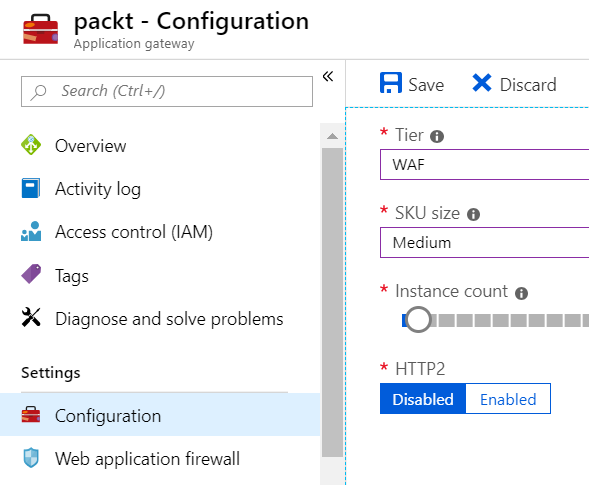 packt - Configuration
Application gateway
«
Search (Ctrl+/)
Overview
Activity log
Access control (IAM)
Tags
Diagnose and solve problems
Settings
Configuration
Web application firewall
Save Discard
* Tier
WAF
* SKU size
Medium
* Instance count
* HTTP2
Disabled Enabled